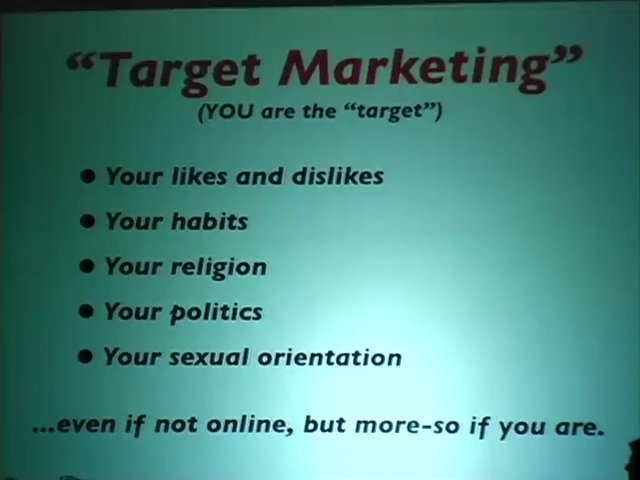 “Target Marketing”
(YOU are the “target”)
● Your likes and dislikes
● Your habits
● Your religion
● Your politics
● Your sexual orientation
...even if not online, but more-so if you are.